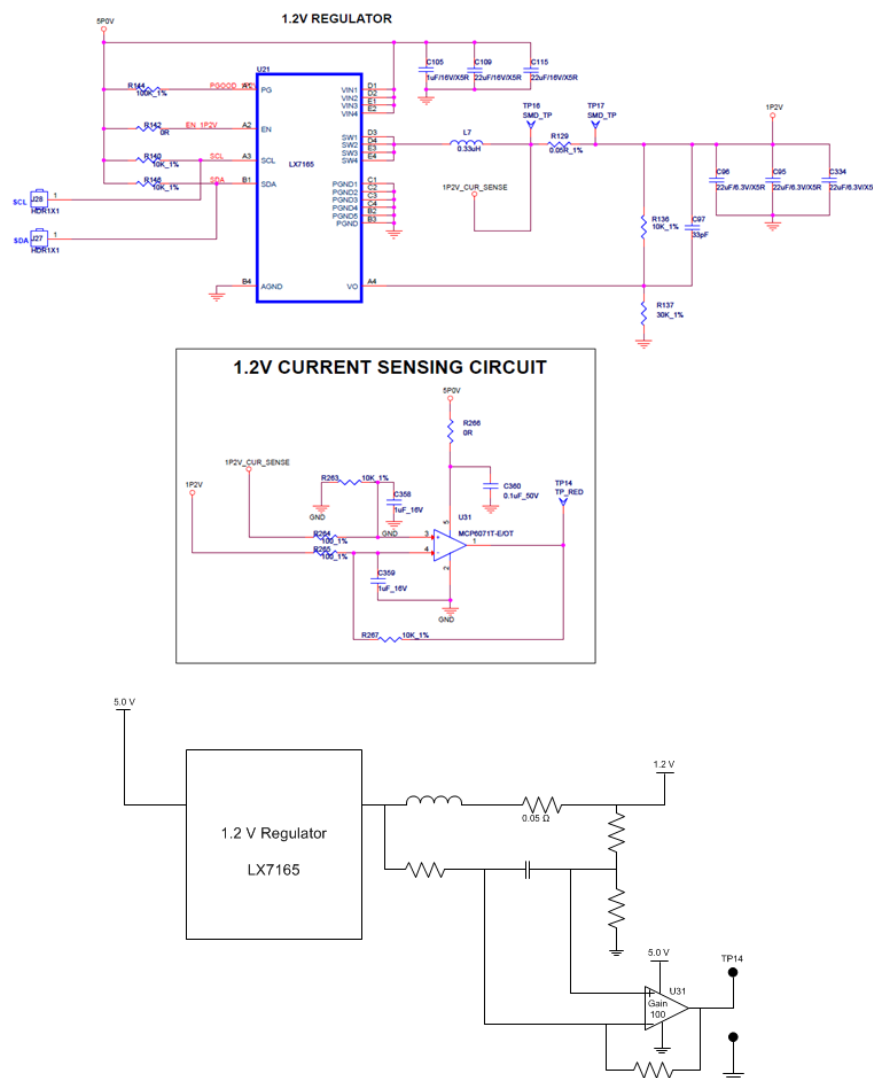 1.2V REGULATOR
5P0V
U21
R144
100K_1%
PGOOD_1P2V
A1
PG
R142
0R
EN_1P2V
A2
EN
R140
10K_1%
SCL
A3
SCL
R146
10K_1%
SDA
B1
SDA
LX7165
SCL
J28
HDR1X1
1
SDA
J27
HDR1X1
1
B4
AGND
VIN1
VIN2
VIN3
VIN4
D1
D2
E1
E2
SW1
SW2
SW3
SW4
D3
D4
E3
E4
PGND1
PGND2
PGND3
PGND4
PGND5
PGND
C1
C2
C3
C4
B2
B3
VO
A4
C105
1uF/16V/X5R
C109
22uF/16V/X5R
C115
22uF/16V/X5R
L7
0.33uH
TP16
SMD_TP
R129
0.05R_1%
TP17
SMD_TP
1P2V_CUR_SENSE
1P2V
C96
22uF/6.3V/X5R
C95
22uF/6.3V/X5R
C334
22uF/6.3V/X5R
R136
10K_1%
C97
33pF
R137
30K_1%
1.2V CURRENT SENSING CIRCUIT
5P0V
R266
0R
1P2V_CUR_SENSE
1P2V
R263
10K_1%
GND
C358
1uF_16V
GND
C360
0.1uF_50V
TP14
TP_RED
U31
MCP6071T-E/OT
R264
100_1%
R265
100_1%
3
4
5
1
2
C359
1uF_16V
GND
R267
10K_1%
5.0 V
1.2 V Regulator
LX7165
0.05 Ω
1.2 V
5.0 V
U31
Gain
100
TP14